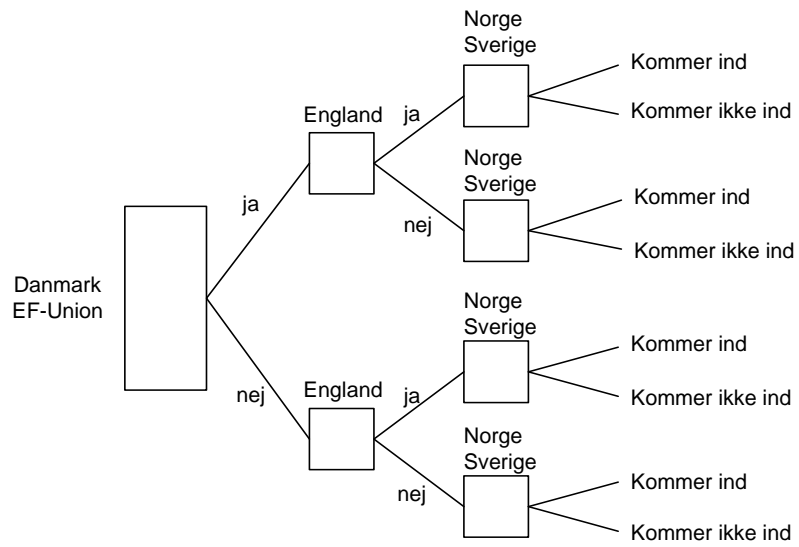 Norge
Sverige
Kommer ind
Kommer ikke ind
England
ja
Norge
Sverige
Kommer ind
Kommer ikke ind
nej
ja
Danmark
EF-Union
nej
Norge
Sverige
Kommer ind
Kommer ikke ind
England
ja
Norge
Sverige
Kommer ind
Kommer ikke ind
nej